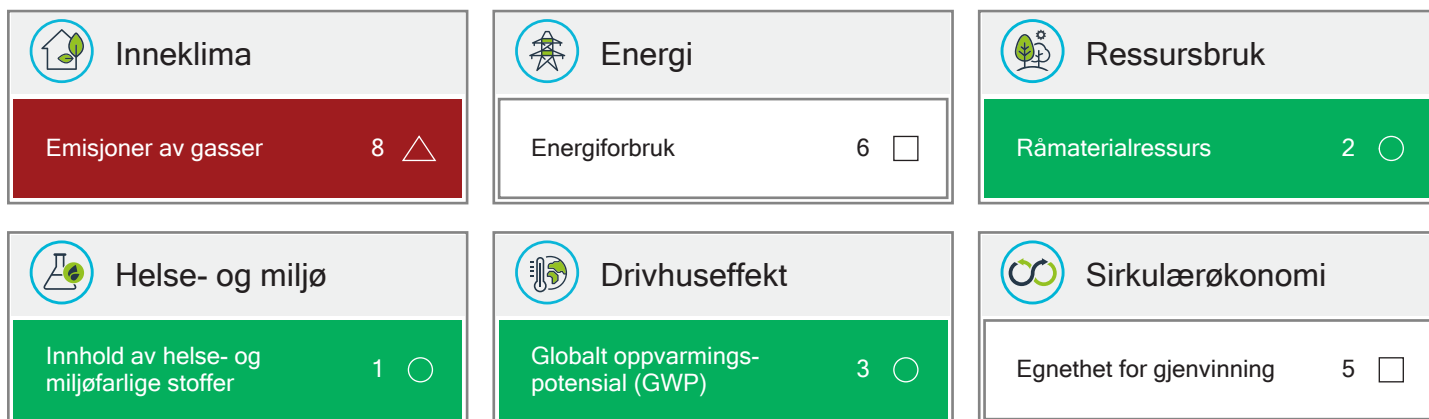 Inneklima
Emisjoner av gasser 8
Energi
Energiforbruk 6
Ressursbruk
Råmaterialressurs 2
Helse- og miljø
Innhold av helse- og
miljøfarlige stoffer 1
Drivhuseffekt
Globalt oppvarmings-
potensial (GWP) 3
Sirkulærøkonomi
Egnethet for gjenvinning 5